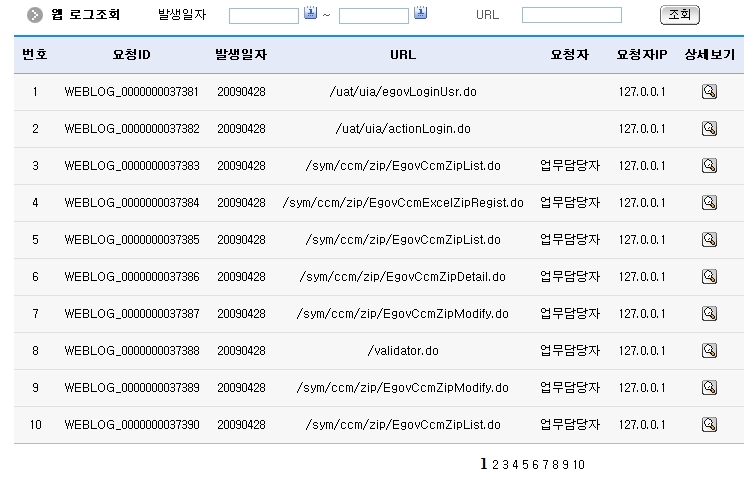 웹 로그조회 발생일자 ~ URL 조회
번호 요청ID 발생일자 URL 요청자 요청자IP 상세보기
1 WEBLOG_0000000037381 20090428 /uat/uia/egovLoginUsr.do 127.0.0.1
2 WEBLOG_0000000037382 20090428 /uat/uia/actionLogin.do 127.0.0.1
3 WEBLOG_0000000037383 20090428 /sym/ccm/zip/EgovCcmZipList.do 업무담당자 127.0.0.1
4 WEBLOG_0000000037384 20090428 /sym/ccm/zip/EgovCcmExcelZipRegist.do 업무담당자 127.0.0.1
5 WEBLOG_0000000037385 20090428 /sym/ccm/zip/EgovCcmZipList.do 업무담당자 127.0.0.1
6 WEBLOG_0000000037386 20090428 /sym/ccm/zip/EgovCcmZipDetail.do 업무담당자 127.0.0.1
7 WEBLOG_0000000037387 20090428 /sym/ccm/zip/EgovCcmZipModify.do 업무담당자 127.0.0.1
8 WEBLOG_0000000037388 20090428 /validator.do 업무담당자 127.0.0.1
9 WEBLOG_0000000037389 20090428 /sym/ccm/zip/EgovCcmZipModify.do 업무담당자 127.0.0.1
10 WEBLOG_0000000037390 20090428 /sym/ccm/zip/EgovCcmZipList.do 업무담당자 127.0.0.1
1 2 3 4 5 6 7 8 9 10